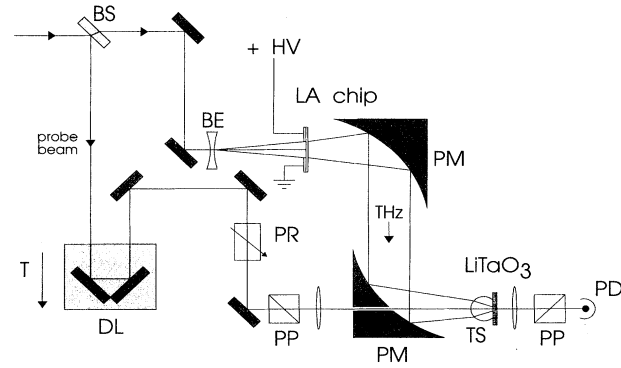 BS
+ HV
LA chip
BE
probe
beam
PM
THz
PR
T
LiTaO3
DL
PP
PM
TS
PP
PD